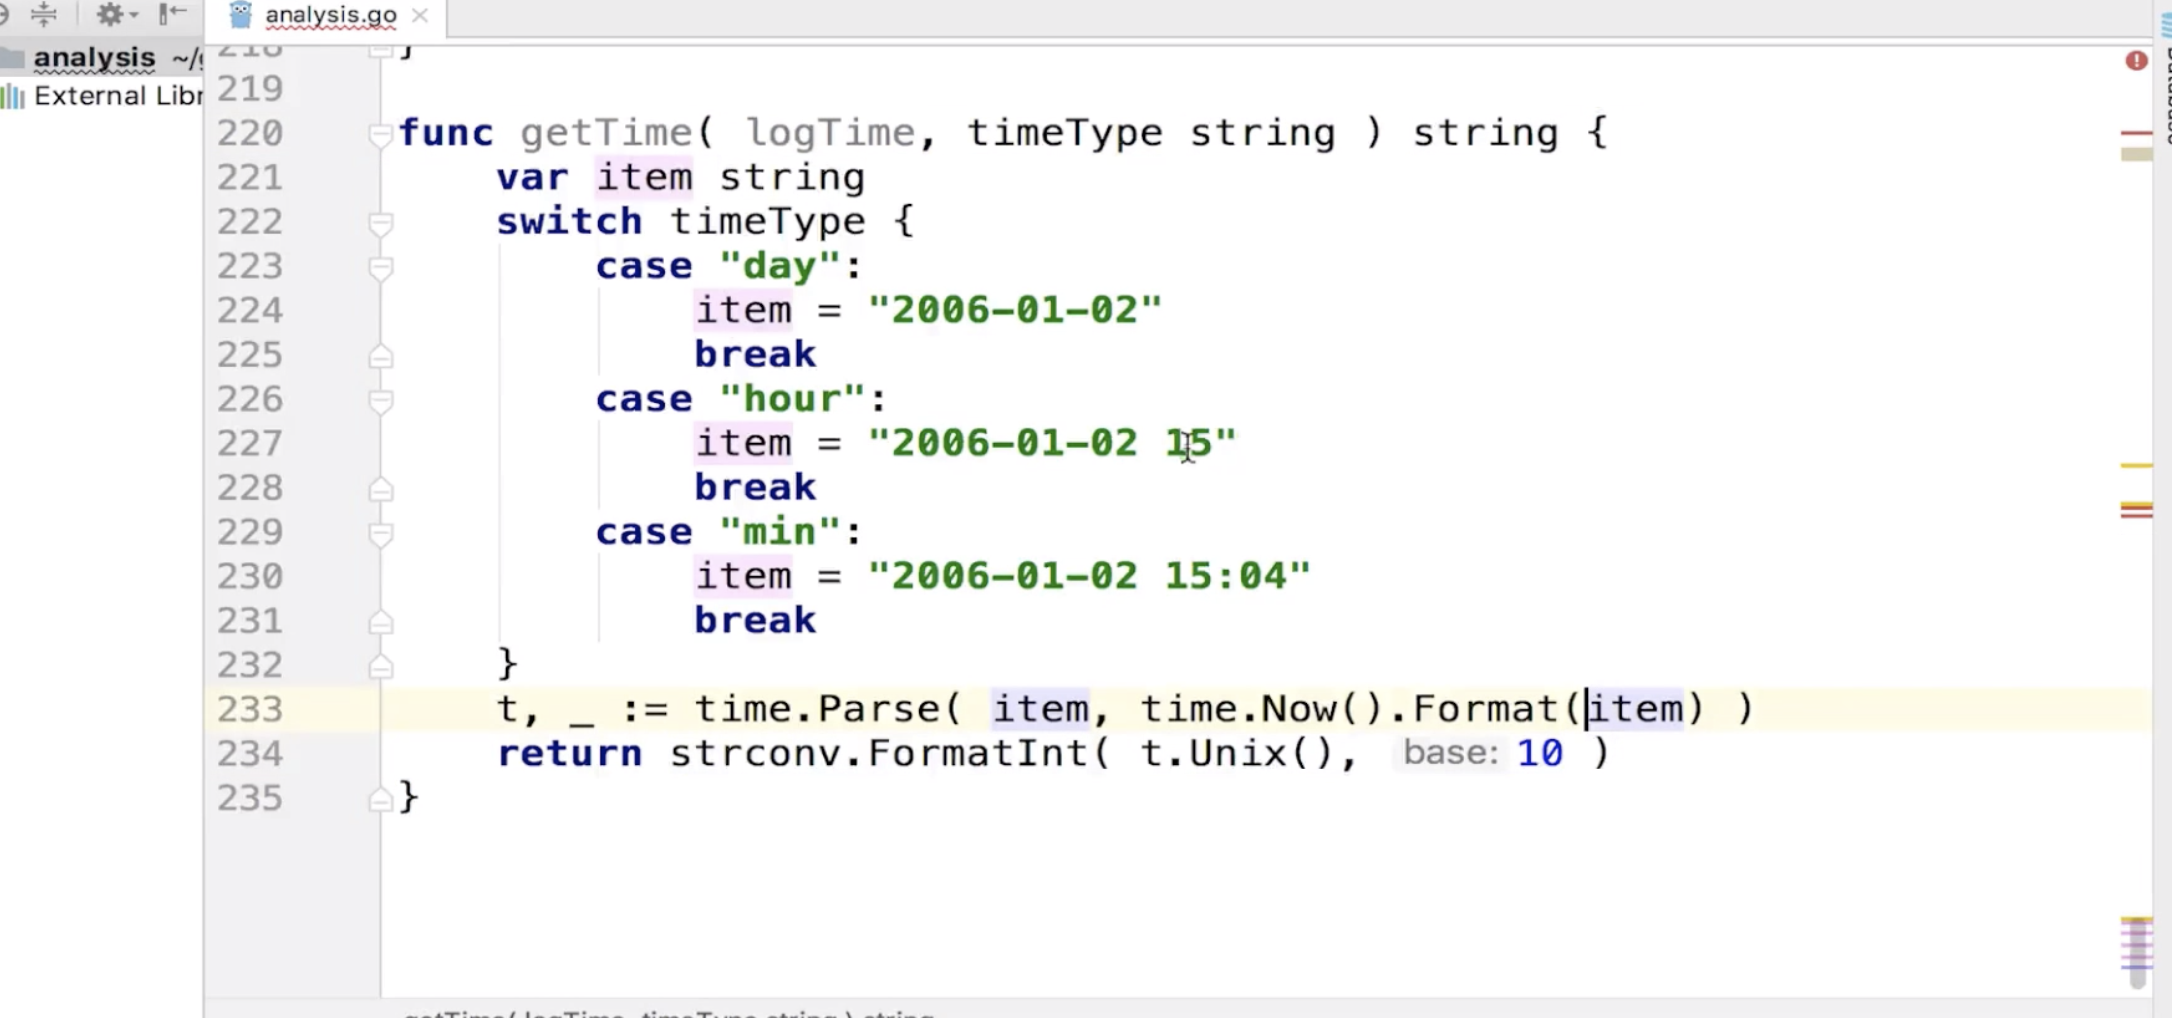 analysis.go
analysis ~/
External Libr
218 }
219
220 func getTime( logTime, timeType string ) string {
221 var item string
222 switch timeType {
223 case "day":
224 item = "2006-01-02"
225 break
226 case "hour":
227 item = "2006-01-02 15"
228 break
229 case "min":
230 item = "2006-01-02 15:04"
231 break
232 }
233 t, _ := time.Parse( item, time.Now().Format(item) )
234 return strconv.FormatInt( t.Unix(), base: 10 )
235 }
getTime( logTime, timeType string ) string